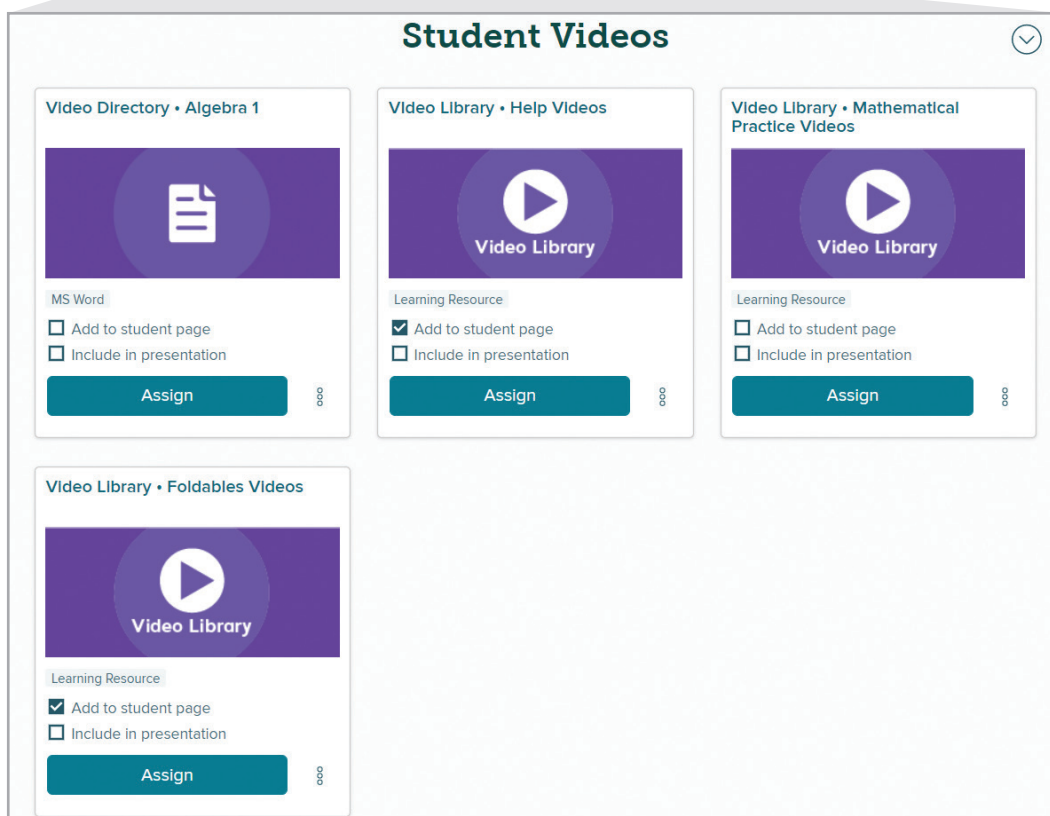 Student Videos
Video Directory • Algebra 1
MS Word
Add to student page
Include in presentation
Assign
Video Library • Help Videos
Video Library
Learning Resource
Add to student page
Include in presentation
Assign
Video Library • Mathematical
Practice Videos
Video Library
Learning Resource
Add to student page
Include in presentation
Assign
Video Library • Foldables Videos
Video Library
Learning Resource
Add to student page
Include in presentation
Assign